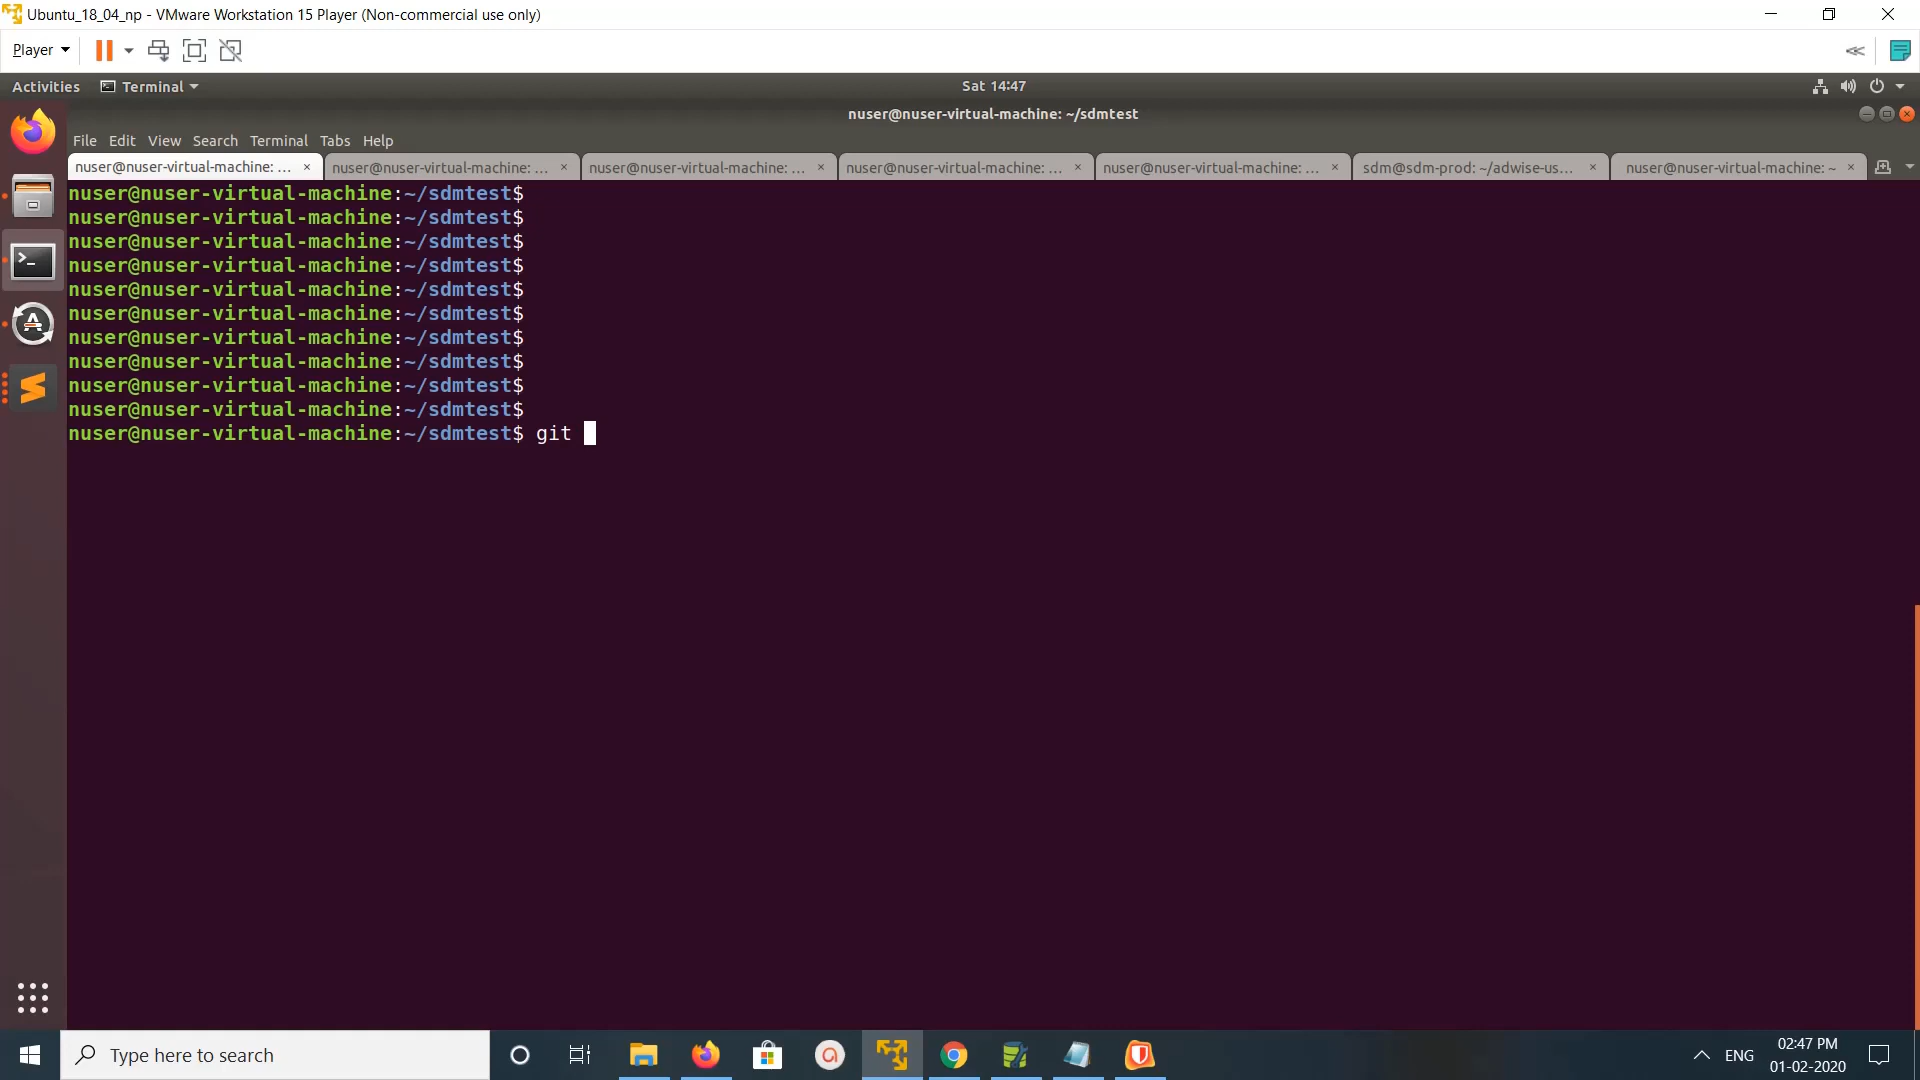 Ubuntu_18_04_np - VMware Workstation 15 Player (Non-commercial use only)
Player
Activities Terminal Sat 14:47
nuser@nuser-virtual-machine: ~/sdmtest
File Edit View Search Terminal Tabs Help
nuser@nuser-virtual-machine: ... nuser@nuser-virtual-machine: ... nuser@nuser-virtual-machine: ... nuser@nuser-virtual-machine: ... nuser@nuser-virtual-machine: ... sdm@sdm-prod: ~/adwise-us... nuser@nuser-virtual-machine: ~
nuser@nuser-virtual-machine:~/sdmtest$
nuser@nuser-virtual-machine:~/sdmtest$
nuser@nuser-virtual-machine:~/sdmtest$
nuser@nuser-virtual-machine:~/sdmtest$
nuser@nuser-virtual-machine:~/sdmtest$
nuser@nuser-virtual-machine:~/sdmtest$
nuser@nuser-virtual-machine:~/sdmtest$
nuser@nuser-virtual-machine:~/sdmtest$
nuser@nuser-virtual-machine:~/sdmtest$
nuser@nuser-virtual-machine:~/sdmtest$
nuser@nuser-virtual-machine:~/sdmtest$ git
Type here to search
ENG
02:47 PM
01-02-2020